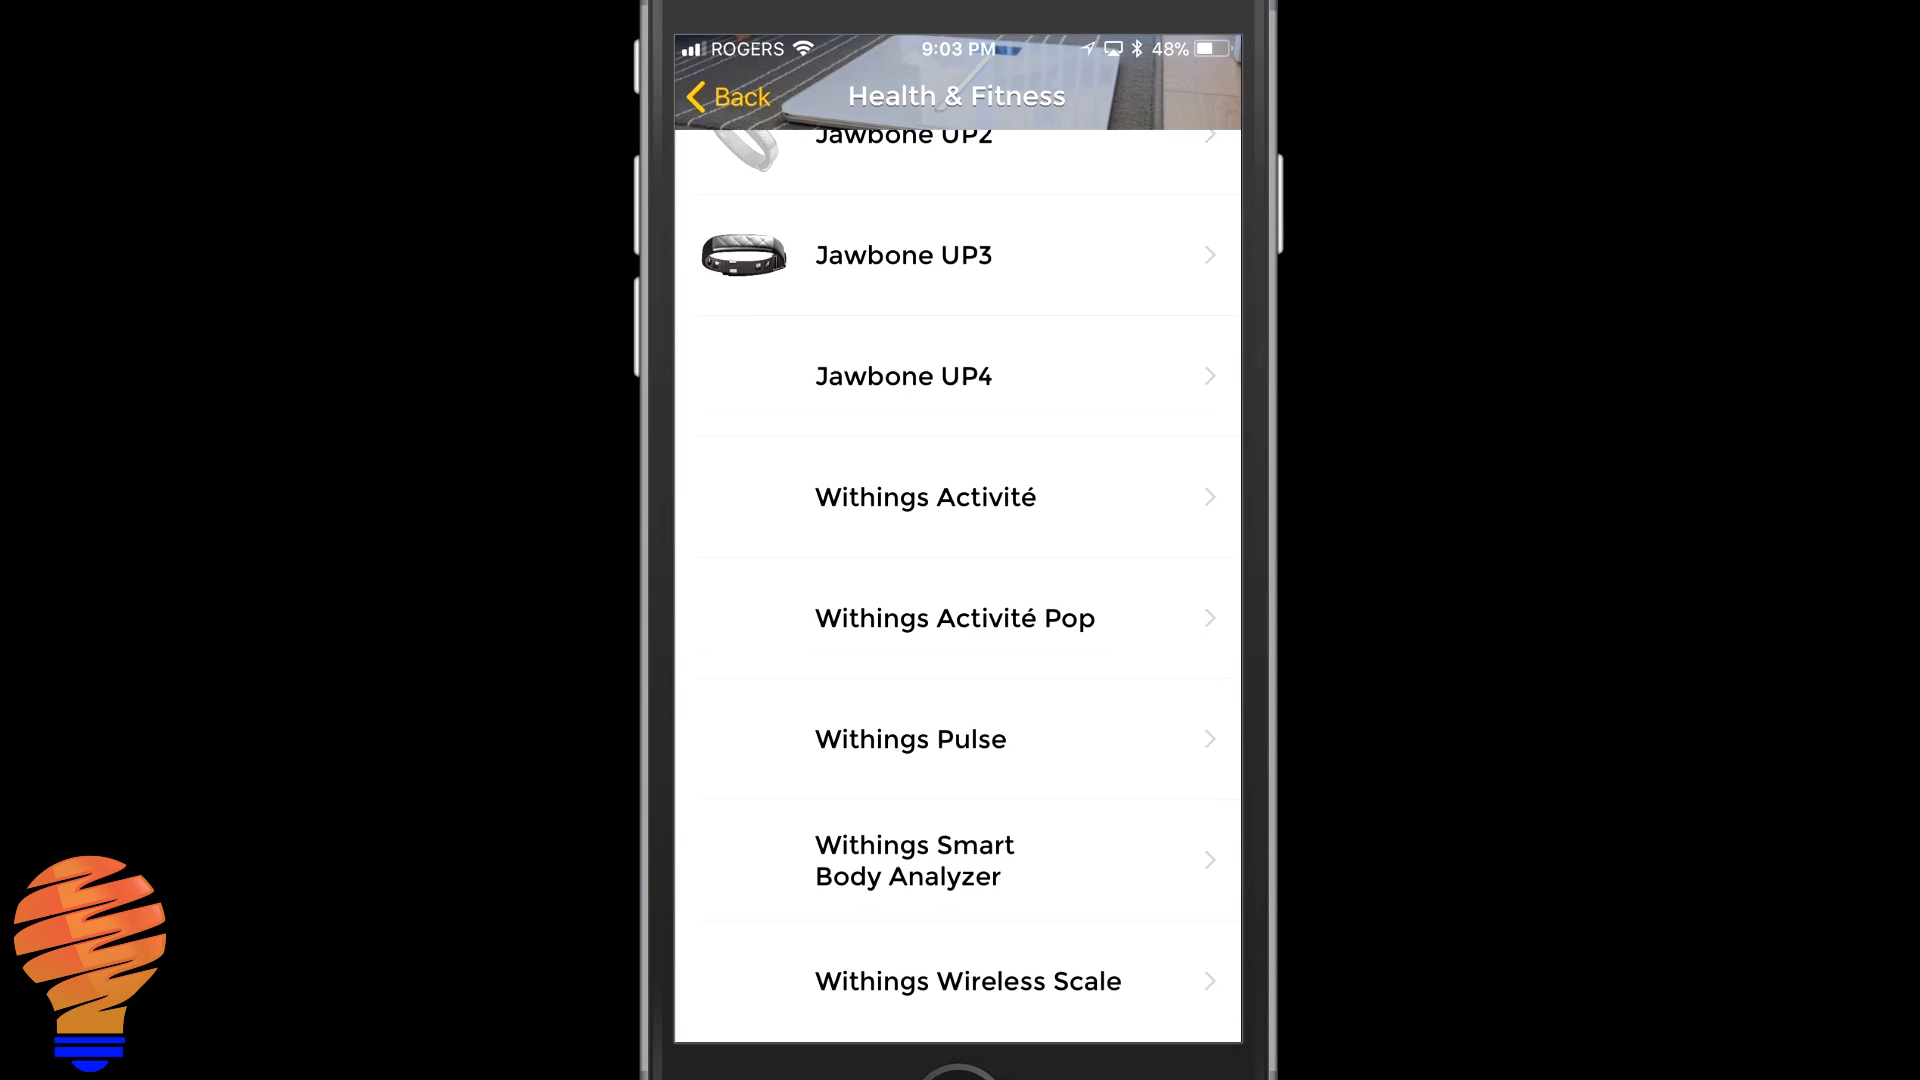 ROGERS 9:03 PM 48%
Back Health & Fitness
Jawbone UP2
Jawbone UP3
Jawbone UP4
Withings Activité
Withings Activité Pop
Withings Pulse
Withings Smart
Body Analyzer
Withings Wireless Scale